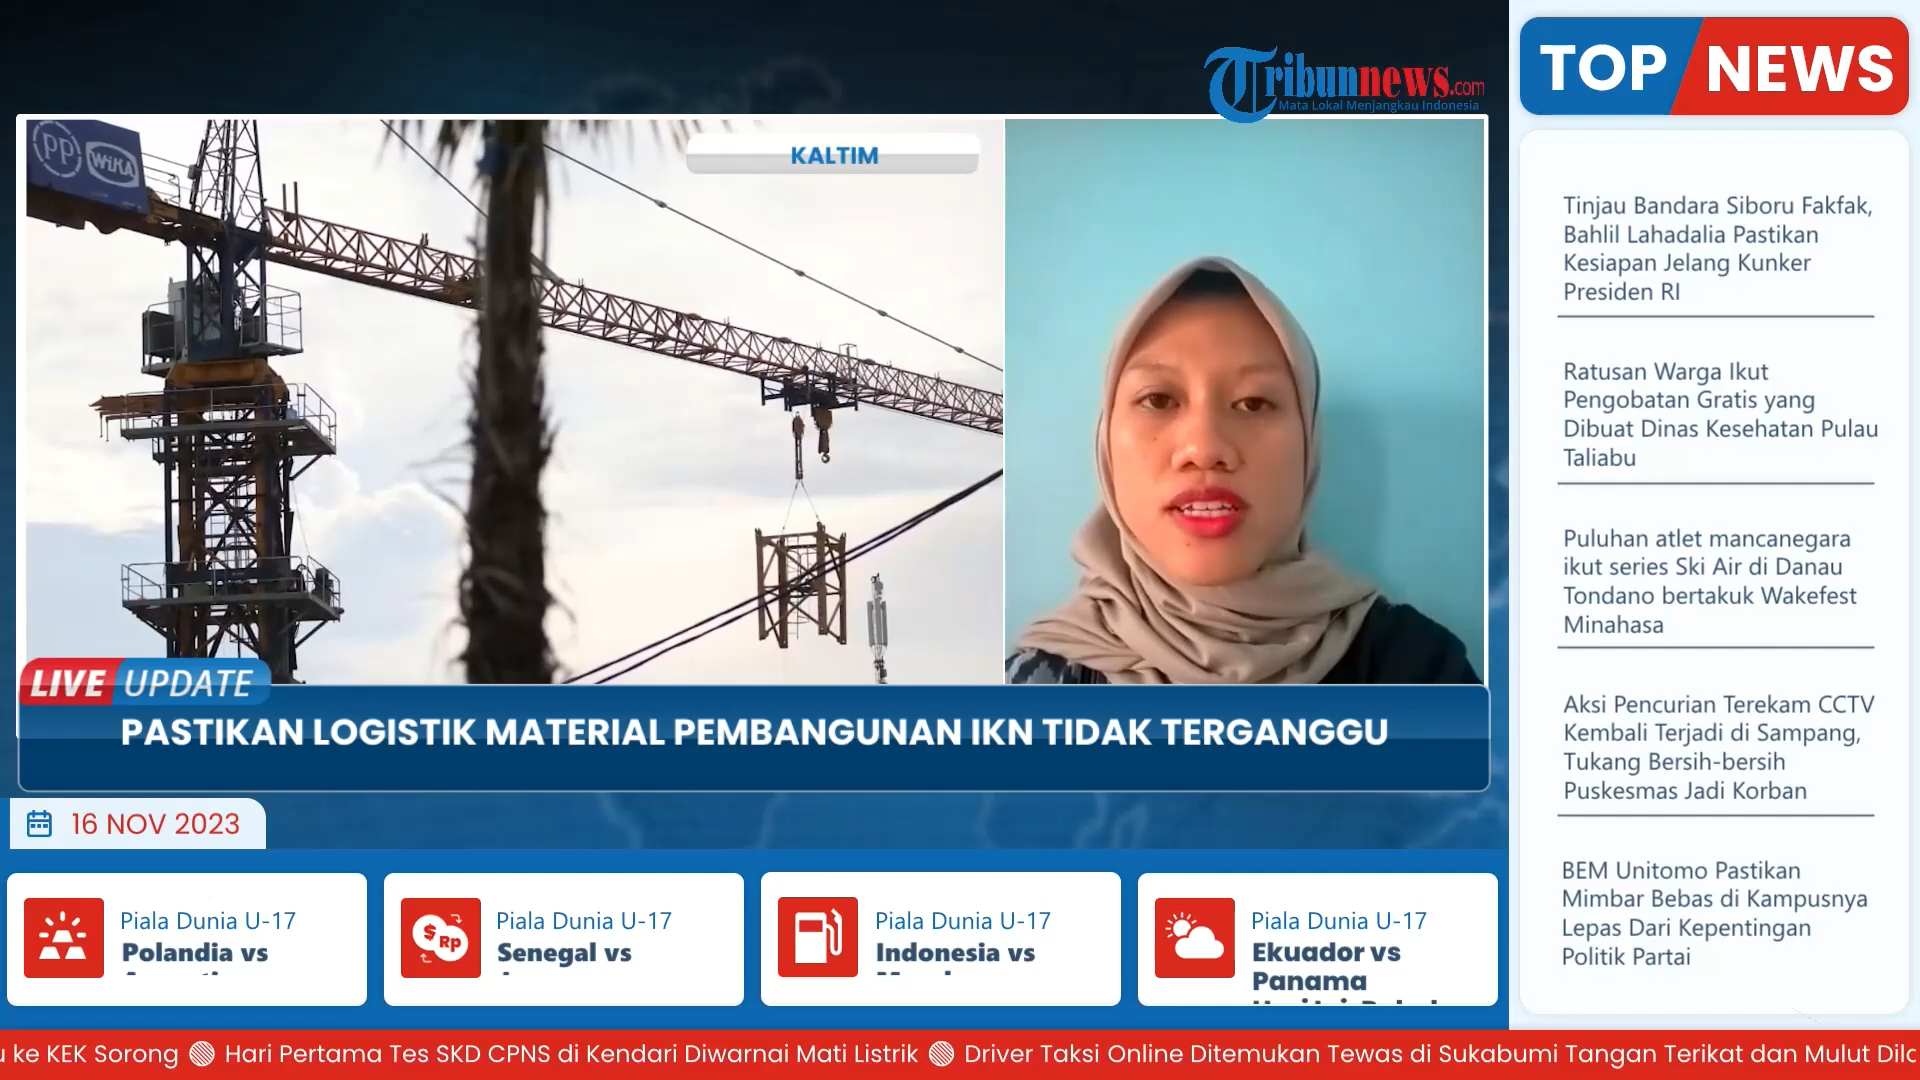 Tribunnews.com
Mata Lokal Menjangkau Indonesia
TOP NEWS
PP
WIKA
KALTIM
LIVE UPDATE
PASTIKAN LOGISTIK MATERIAL PEMBANGUNAN IKN TIDAK TERGANGGU
Tinjau Bandara Siboru Fakfak,
Bahlil Lahadalia Pastikan
Kesiapan Jelang Kunker
Presiden RI
Ratusan Warga Ikut
Pengobatan Gratis yang
Dibuat Dinas Kesehatan Pulau
Taliabu
Puluhan atlet mancanegara
ikut series Ski Air di Danau
Tondano bertakuk Wakefest
Minahasa
Aksi Pencurian Terekam CCTV
Kembali Terjadi di Sampang,
Tukang Bersih-bersih
Puskesmas Jadi Korban
BEM Unitomo Pastikan
Mimbar Bebas di Kampusnya
Lepas Dari Kepentingan
Politik Partai
16 NOV 2023
Piala Dunia U-17
Polandia vs
$ Rp
Piala Dunia U-17
Senegal vs
Piala Dunia U-17
Indonesia vs
Piala Dunia U-17
Ekuador vs
Panama
ke KEK Sorong Hari Pertama Tes SKD CPNS di Kendari Diwarnai Mati Listrik Driver Taksi Online Ditemukan Tewas di Sukabumi Tangan Terikat dan Mulut